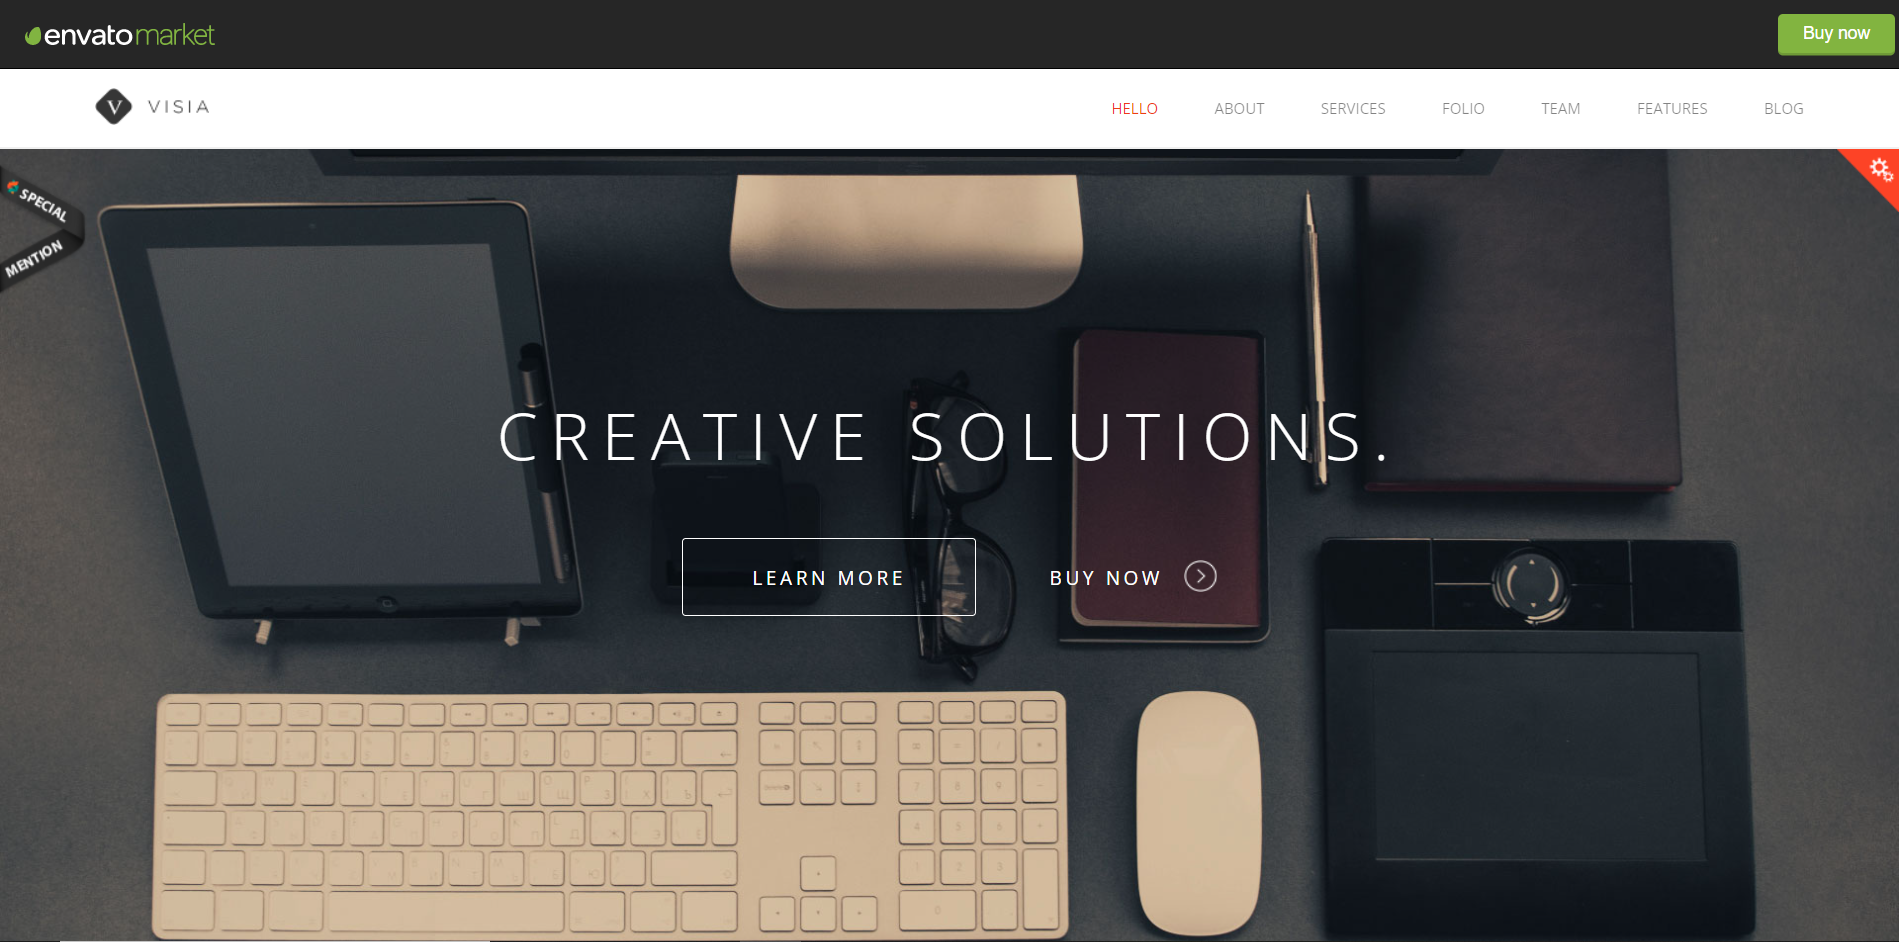 envato market
Buy now
VISIA
HELLO
ABOUT
SERVICES
FOLIO
TEAM
FEATURES
BLOG
SPECIAL
MENTION
CREATIVE SOLUTIONS.
LEARN MORE
BUY NOW